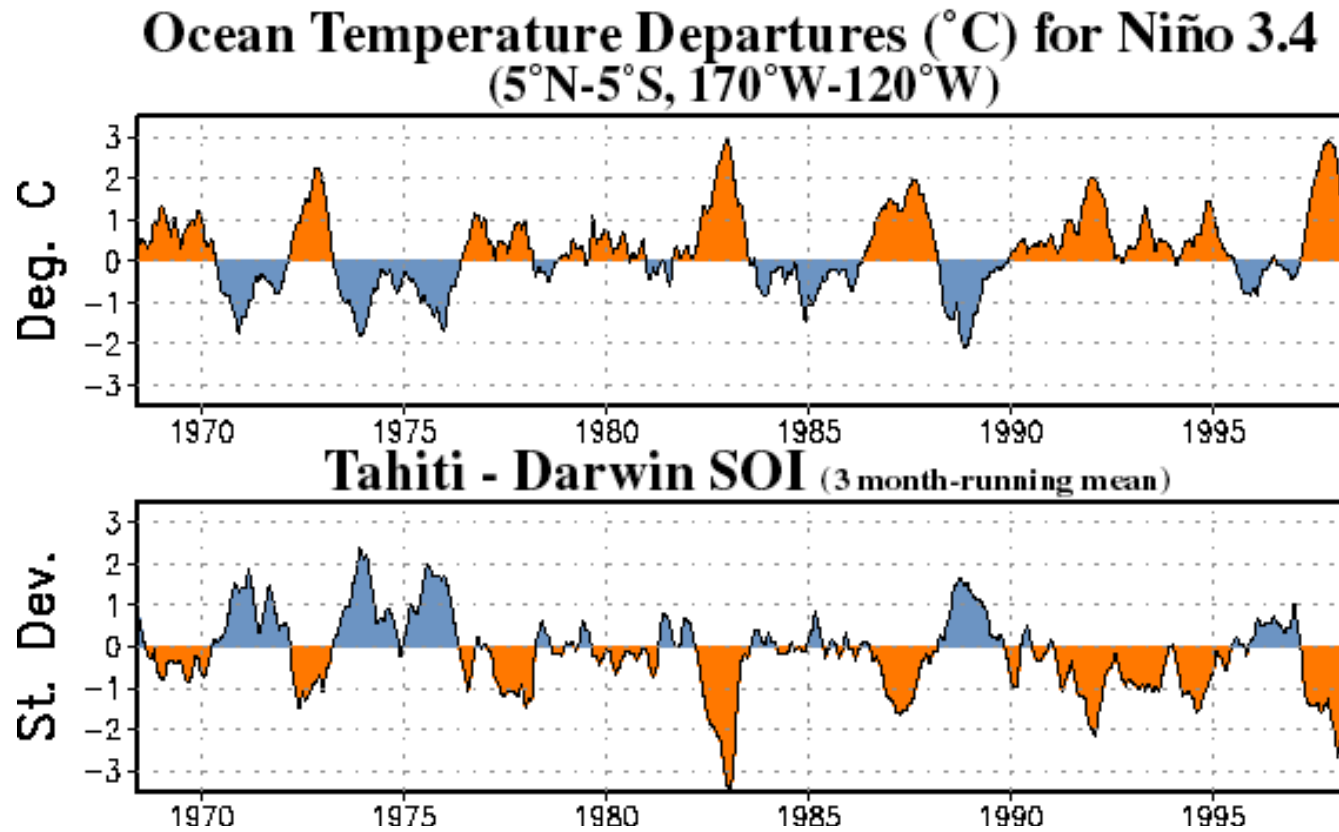 Ocean Temperature Departures (˚C) for Niño 3.4
(5˚N-5˚S, 170˚W-120˚W)
Deg. C
3
2
1
0
−1
−2
−3
1970 1975 1980 1985 1990 1995
Tahiti - Darwin SOI (3 month-running mean)
St. Dev.
3
2
1
0
−1
−2
−3
1970 1975 1980 1985 1990 1995